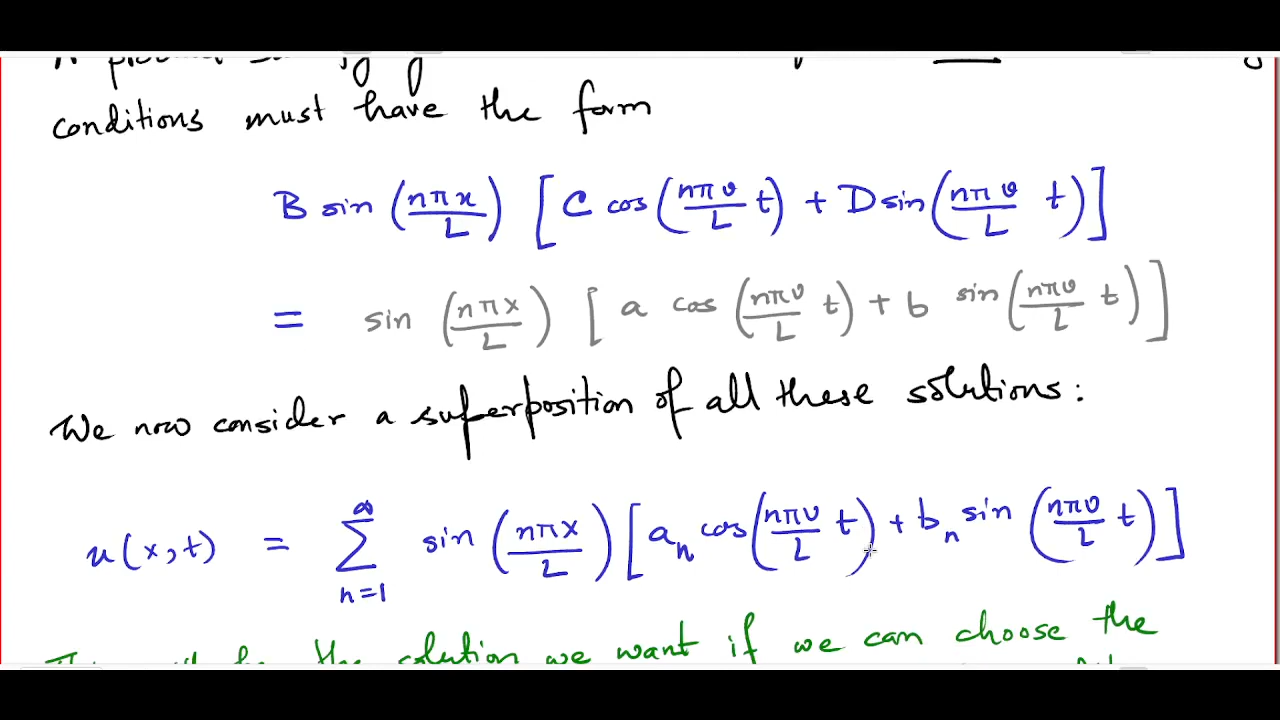 conditions must have the form
B sin (nπx/L) [C cos (nπv/L t) + D sin (nπv/L t)]
= sin (nπx/L) [a cos (nπv/L t) + b sin (nπv/L t)]
We now consider a superposition of all these solutions:
u(x,t) = ∑_{n=1}^{∞} sin (nπx/L) [a_n cos (nπv/L t) + b_n sin (nπv/L t)]
the solution we want if we can choose the